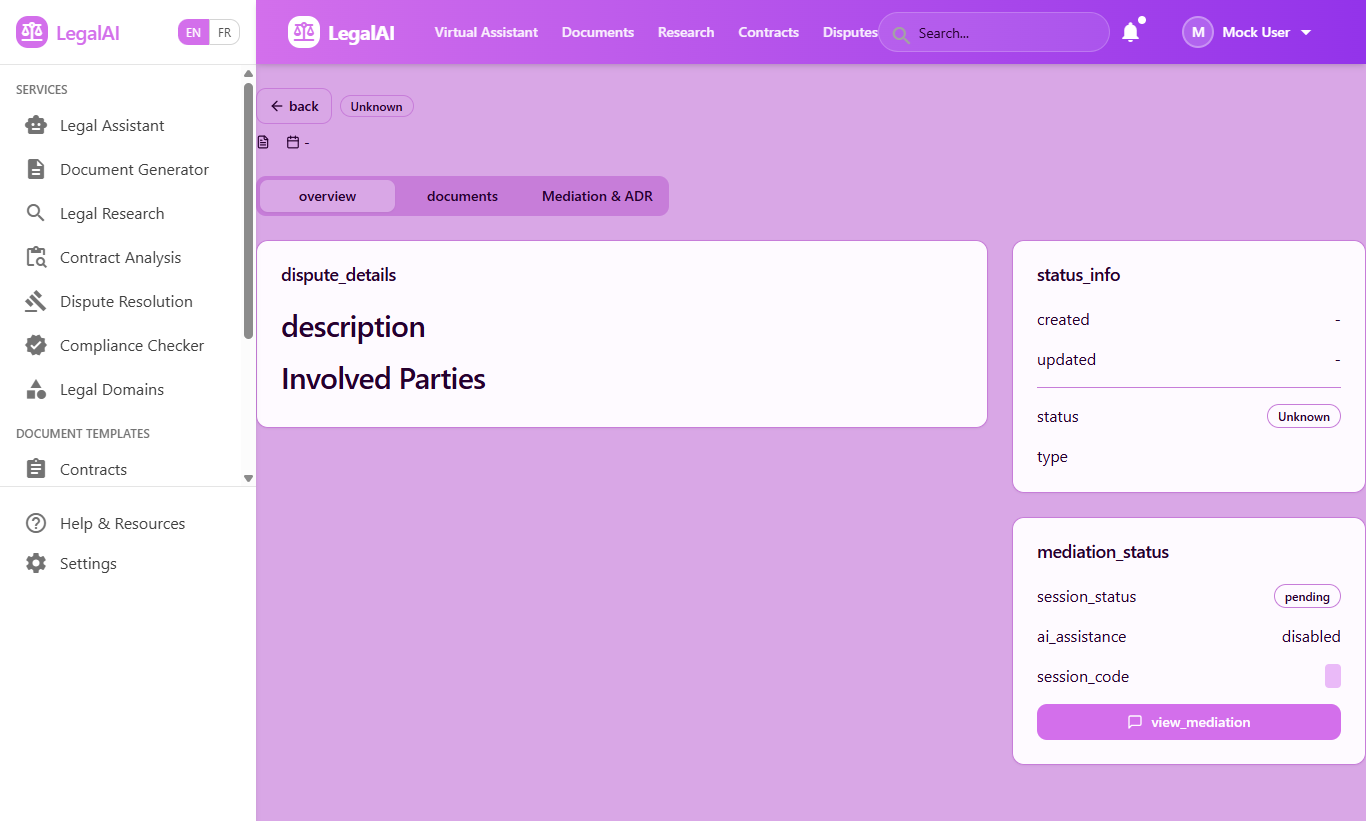 LegalAI
EN FR
SERVICES
Legal Assistant
Document Generator
Legal Research
Contract Analysis
Dispute Resolution
Compliance Checker
Legal Domains
DOCUMENT TEMPLATES
Contracts
Help & Resources
Settings
LegalAI Virtual Assistant Documents Research Contracts Disputes Search... M Mock User
back Unknown
-
overview documents Mediation & ADR
dispute_details
description
Involved Parties
status_info
created -
updated -
status Unknown
type
mediation_status
session_status pending
ai_assistance disabled
session_code
view_mediation